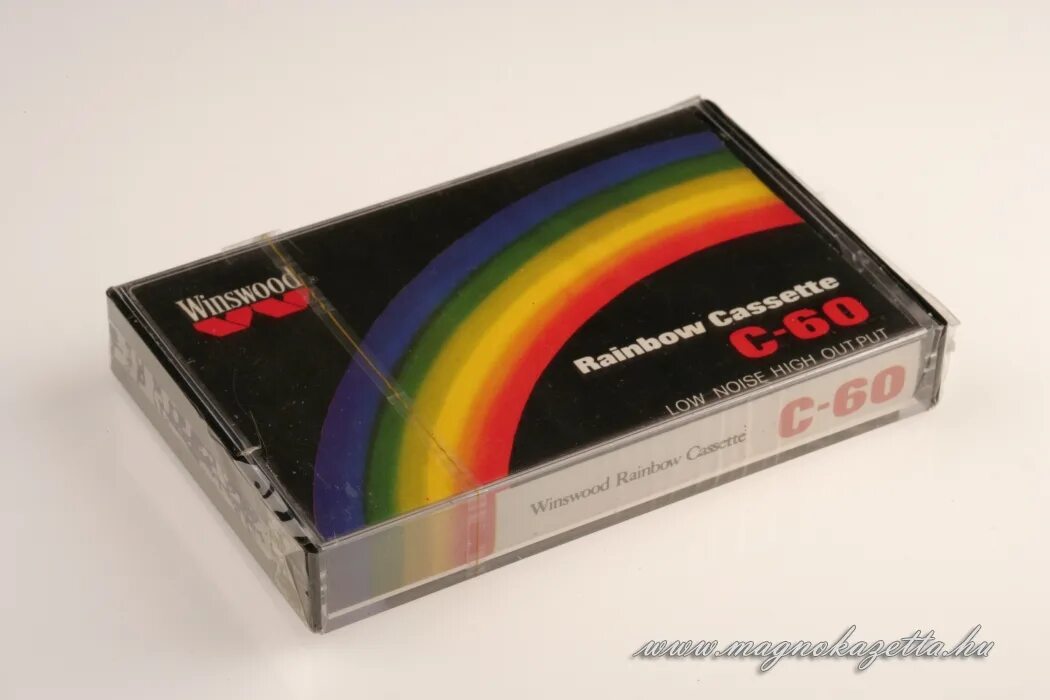 Winswood
Rainbow Cassette
C-60
LOW NOISE HIGH OUTPUT
Winswood Rainbow Cassette
C-60
www.magnokazetta.hu